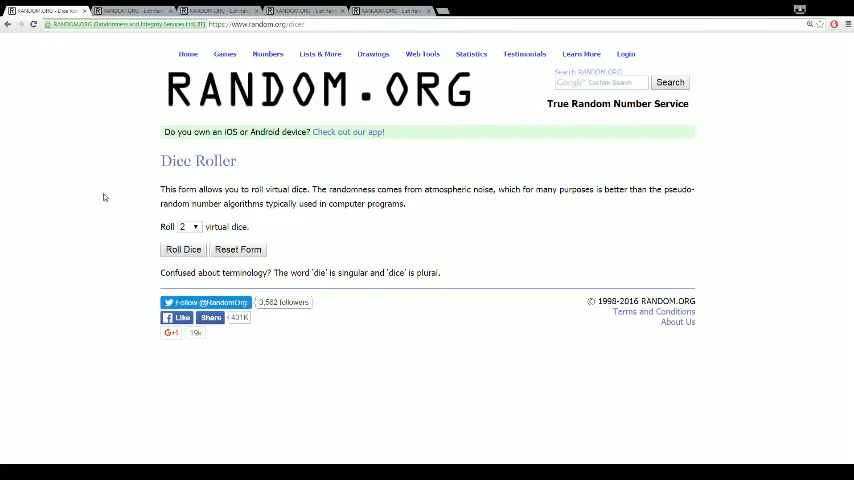 RANDOM.ORG - Dice Rol
RANDOM.ORG - List Ran
RANDOM.ORG - List Ran
RANDOM.ORG - List Ran
RANDOM.ORG - List Ran
RANDOM.ORG (Randomness and Integrity Services Ltd) [IE] https://www.random.org/dice/
Home Games Numbers Lists & More Drawings Web Tools Statistics Testimonials Learn More Login
RANDOM.ORG
Search RANDOM.ORG
Google Custom Search Search
True Random Number Service
Do you own an iOS or Android device? Check out our app!
Dice Roller
This form allows you to roll virtual dice. The randomness comes from atmospheric noise, which for many purposes is better than the pseudo-
random number algorithms typically used in computer programs.
Roll 2 virtual dice.
Roll Dice Reset Form
Confused about terminology? The word 'die' is singular and 'dice' is plural.
Follow @RandomOrg 3,562 followers
Like Share 431K
G+1 19k
© 1998-2016 RANDOM.ORG
Terms and Conditions
About Us